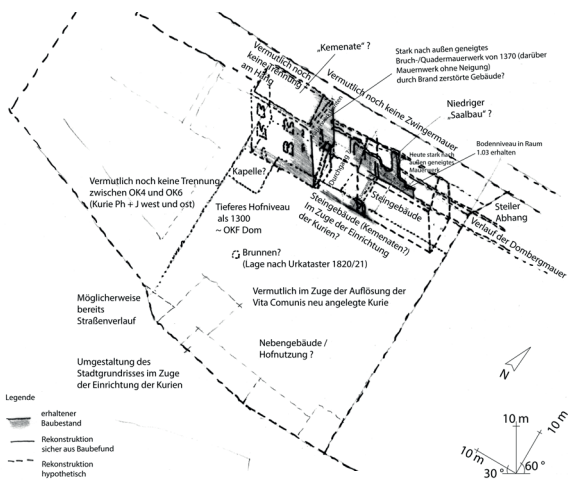 „Kemenate" ?
Vermutlich noch
keine Trennung
am Hang
Stark nach außen geneigtes
Bruch-/Quadermauerwerk von 1370 (darüber
Mauernwerk ohne Neigung)
durch Brand zerstörte Gebäude?
Vermutlich noch keine Zwingermauer
Niedriger
„Saalbau" ?
Bodenniveau in Raum
1.03 erhalten
Heute stark nach
außen geneigtes
Mauerwerk
Durchgang
Kapelle?
Vermutlich noch keine Trennung
zwischen OK4 und OK6
(Kurie Ph + J west und ost)
Tieferes Hofniveau
als 1300
~ OKF Dom
Steingebäude
Steingebäude (Kemenaten?)
Im Zuge der Einrichtung
der Kurien?
Steiler
Abhang
Verlauf der Dombergmauer
Brunnen?
(Lage nach Urkataster 1820/21)
Möglicherweise
bereits
Straßenverlauf
Vermutlich im Zuge der Auflösung der
Vita Comunis neu angelegte Kurie
Nebengebäude /
Hofnutzung ?
Umgestaltung des
Stadtgrundrisses im Zuge
der Einrichtung der Kurien
N
Legende
erhaltener
Baubestand
Rekonstruktion
sicher aus Baubefund
Rekonstruktion
hypothetisch
10 m
10 m
10 m
30°
60°